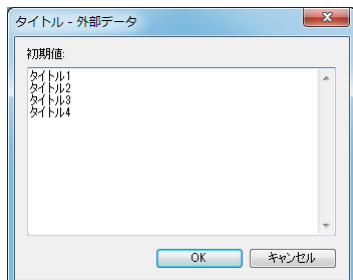 タイトル - 外部データ
初期値:
タイトル1
タイトル2
タイトル3
タイトル4
OK
キャンセル